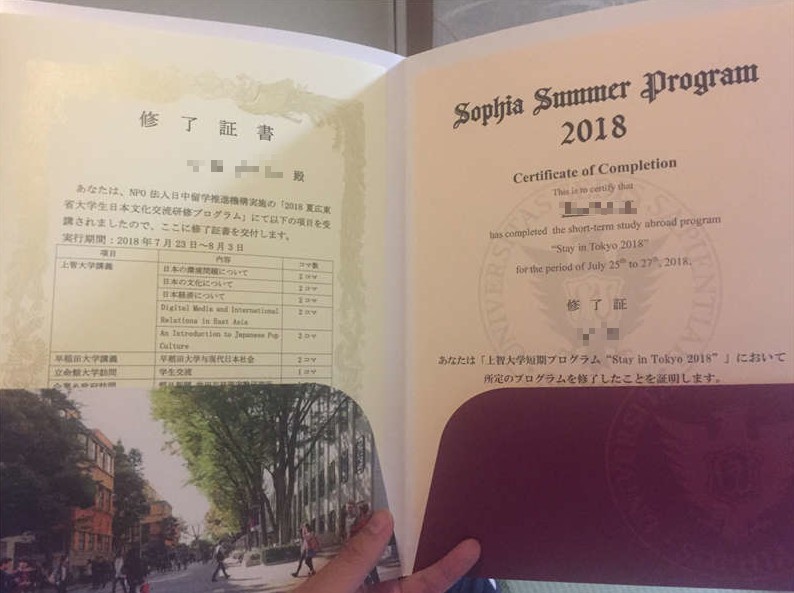 修了証書
殿
あなたは、NPO法人日中留学推進機構実施の「2018夏広東
省大学生日本文化交流研修プログラム」にて以下の項目を受
講されましたので、ここに修了証書を交付します。
実行期間：2018年7月23日～8月3日
項目 内容 コマ数
上智大学講義 日本の環境問題について 2コマ
日本の文化について 2コマ
日本経済について 2コマ
Digital Media and International
Relations in East Asia 2コマ
An Introduction to Japanese Pop
Culture 2コマ
早稲田大学講義 早稲田大学与現代日本社会 2コマ
立命館大学訪問 学生交流 1コマ
Sophia Summer Program
2018
Certificate of Completion
This is to certify that
has completed the short-term study abroad program
"Stay in Tokyo 2018"
for the period of July 25th to 27th, 2018.
修了証
あなたは「上智大学短期プログラム"Stay in Tokyo 2018"」において
所定のプログラムを修了したことを証明します。